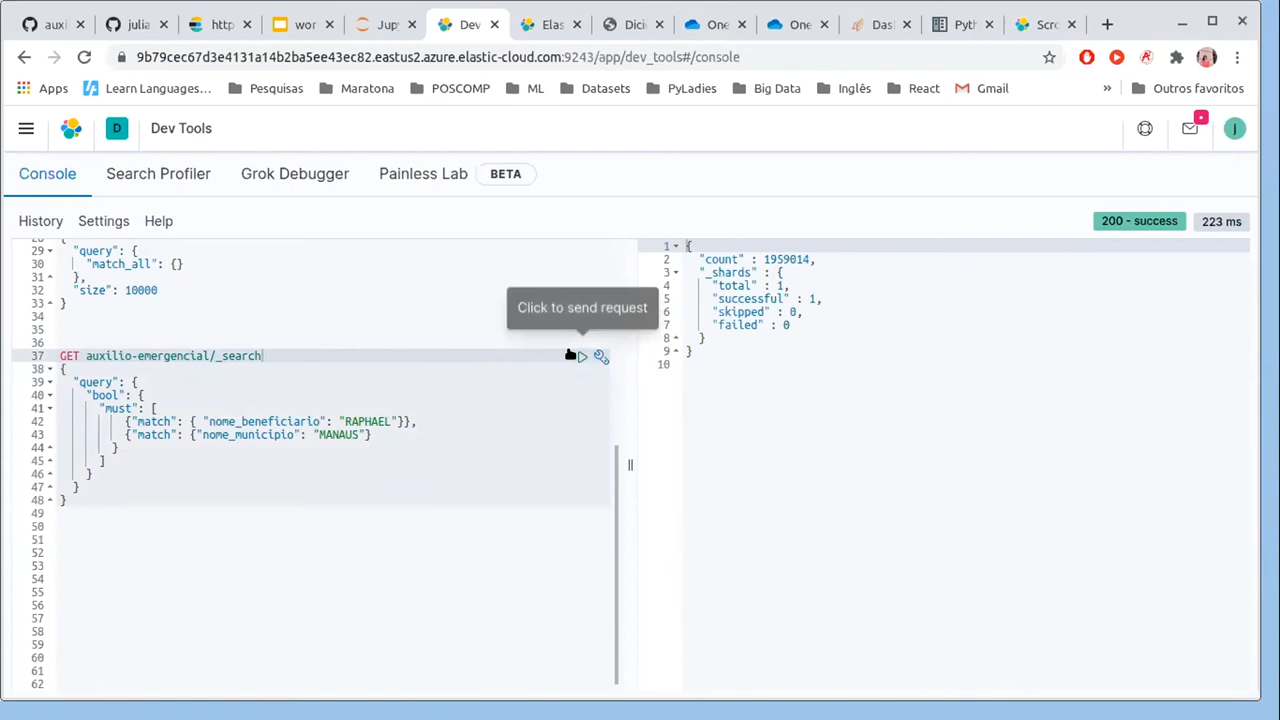 auxi
julia
http
wor
Jup
Dev
Elas
Dici
One
One
Dasl
Pyth
Scro
9b79cec67d3e4131a14b2ba5ee43ec82.eastus2.azure.elastic-cloud.com:9243/app/dev_tools#/console
Apps
Learn Languages...
Pesquisas
Maratona
POSCOMP
ML
Datasets
PyLadies
Big Data
Inglês
React
Gmail
»
Outros favoritos
D
Dev Tools
j
Console
Search Profiler
Grok Debugger
Painless Lab
BETA
History
Settings
Help
200 - success
223 ms
{
29 "query": {
30 "match_all": {}
31 },
32 "size": 10000
33 }
34
35
36
37 GET auxilio-emergencial/_search
38 {
39 "query": {
40 "bool": {
41 "must": [
42 {"match": { "nome_beneficiario": "RAPHAEL"}},
43 {"match": {"nome_municipio": "MANAUS"}
44 }
45 ]
46 }
47 }
48 }
49
50
51
52
53
54
55
56
57
58
59
60
61
62
Click to send request
1 {
2 "count" : 1959014,
3 "_shards" : {
4 "total" : 1,
5 "successful" : 1,
6 "skipped" : 0,
7 "failed" : 0
8 }
9 }
10